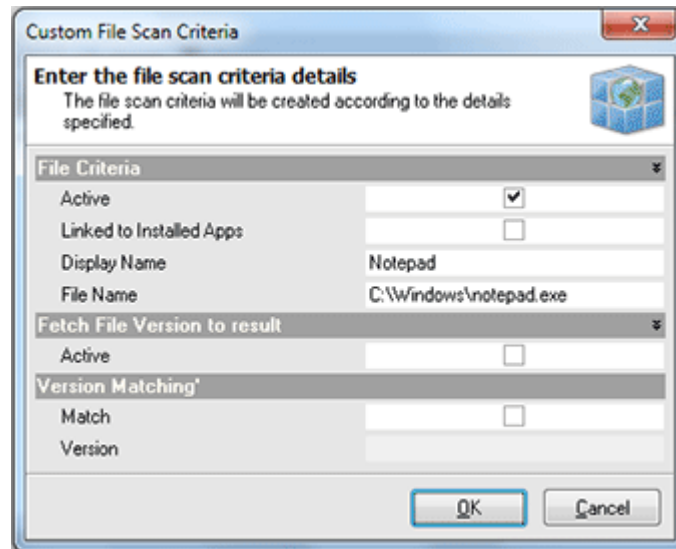 Custom File Scan Criteria
Enter the file scan criteria details
The file scan criteria will be created according to the details
specified.
File Criteria
Active
Linked to Installed Apps
Display Name Notepad
File Name C:\Windows\notepad.exe
Fetch File Version to result
Active
Version Matching'
Match
Version
OK Cancel